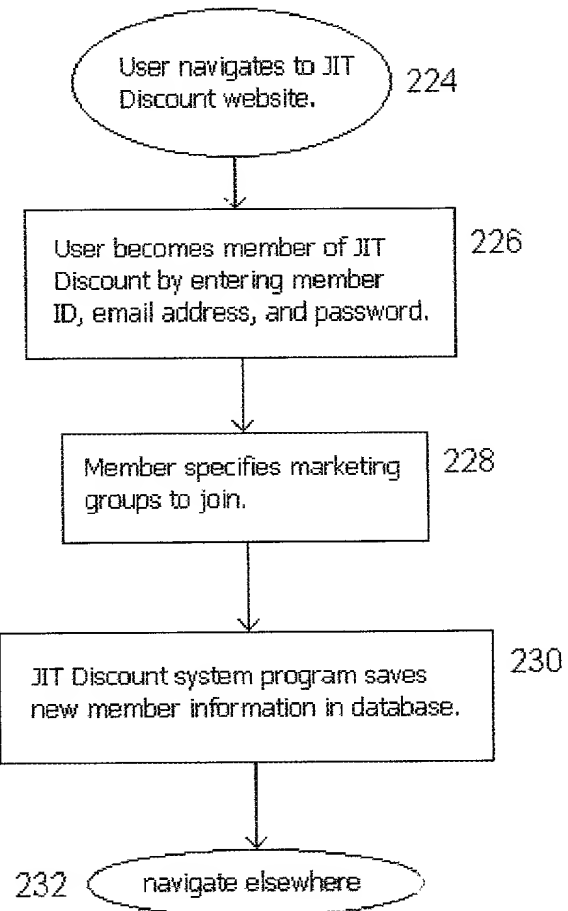 User navigates to JIT
Discount website.
224
User becomes member of JIT
Discount by entering member
ID, email address, and password.
226
Member specifies marketing
groups to join.
228
JIT Discount system program saves
new member information in database.
230
232
navigate elsewhere